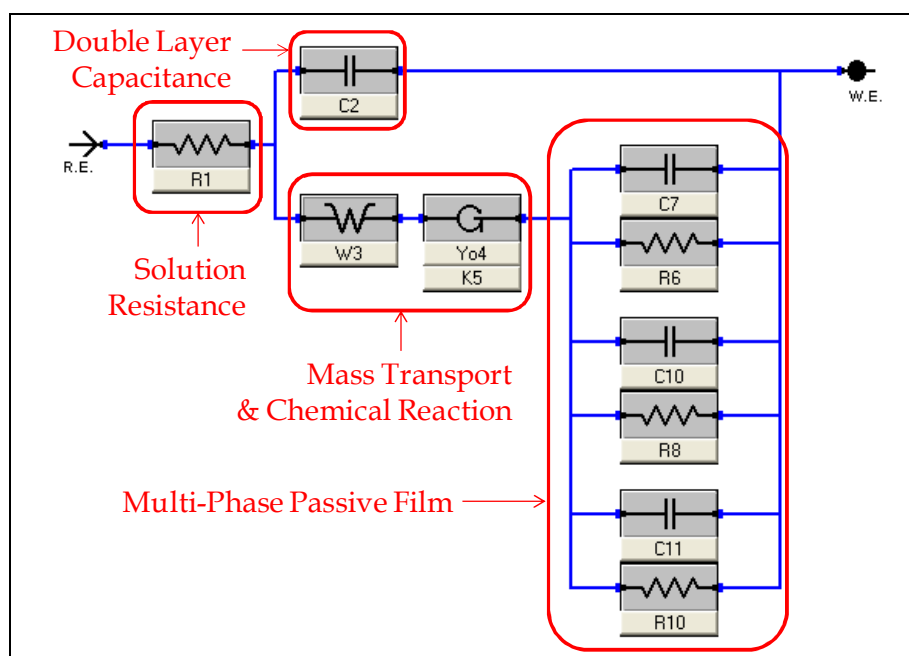 Double Layer
Capacitance
C2
W.E.
R.E.
R1
C7
W3
Yo4
K5
R6
Solution
Resistance
C10
Mass Transport
& Chemical Reaction
R8
Multi-Phase Passive Film
C11
R10